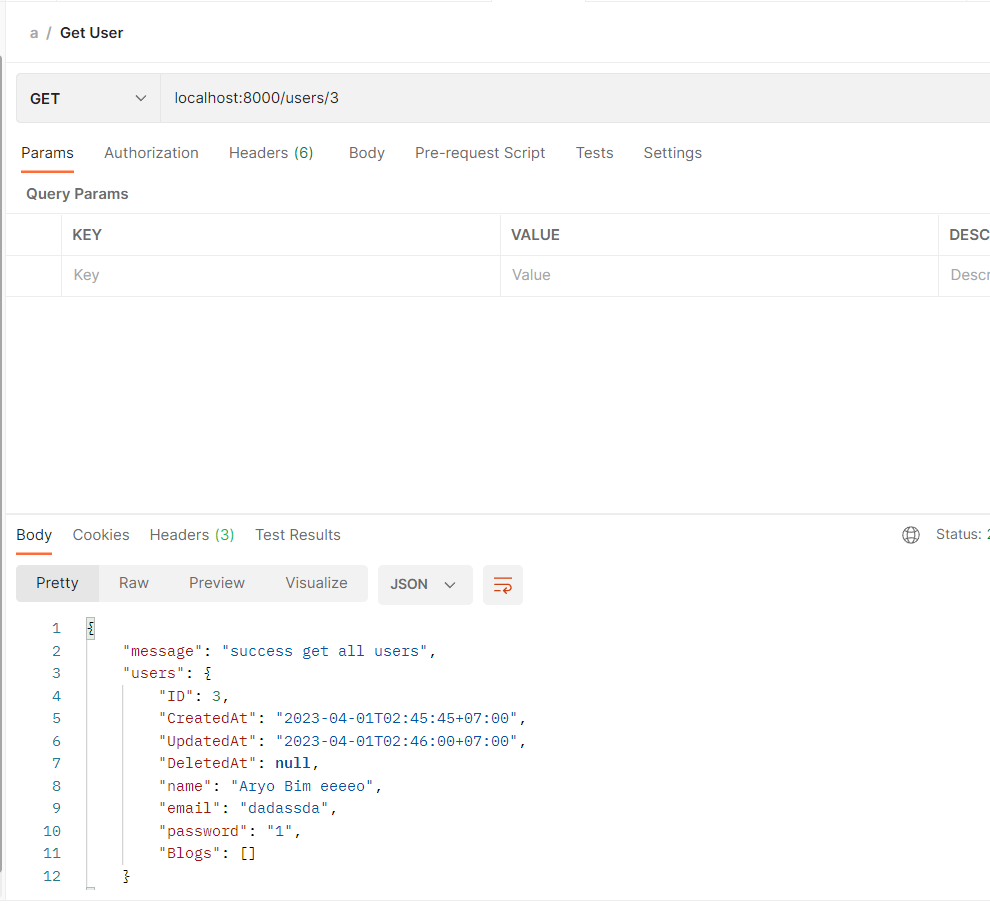 a / Get User
GET localhost:8000/users/3
Params Authorization Headers (6) Body Pre-request Script Tests Settings
Query Params
KEY VALUE DESC
Key Value Descr
Body Cookies Headers (3) Test Results Status: 2
Pretty Raw Preview Visualize JSON
1 {
2 "message": "success get all users",
3 "users": {
4 "ID": 3,
5 "CreatedAt": "2023-04-01T02:45:45+07:00",
6 "UpdatedAt": "2023-04-01T02:46:00+07:00",
7 "DeletedAt": null,
8 "name": "Aryo Bim eeeeo",
9 "email": "dadassda",
10 "password": "1",
11 "Blogs": []
12 }